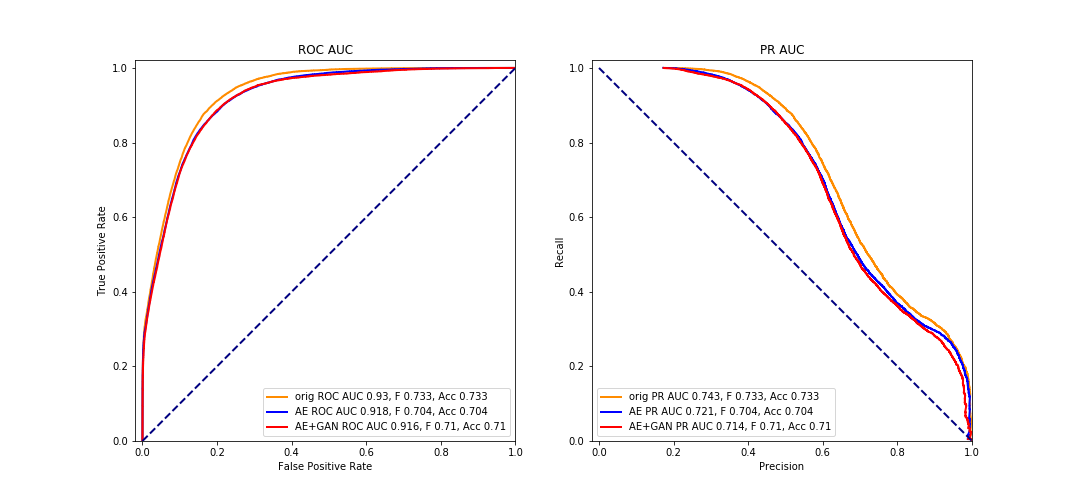 ROC AUC
True Positive Rate
1.0
0.8
0.6
0.4
0.2
0.0
orig ROC AUC 0.93, F 0.733, Acc 0.733
AE ROC AUC 0.918, F 0.704, Acc 0.704
AE+GAN ROC AUC 0.916, F 0.71, Acc 0.71
0.0 0.2 0.4 0.6 0.8 1.0
False Positive Rate
PR AUC
Recall
1.0
0.8
0.6
0.4
0.2
0.0
orig PR AUC 0.743, F 0.733, Acc 0.733
AE PR AUC 0.721, F 0.704, Acc 0.704
AE+GAN PR AUC 0.714, F 0.71, Acc 0.71
0.0 0.2 0.4 0.6 0.8 1.0
Precision